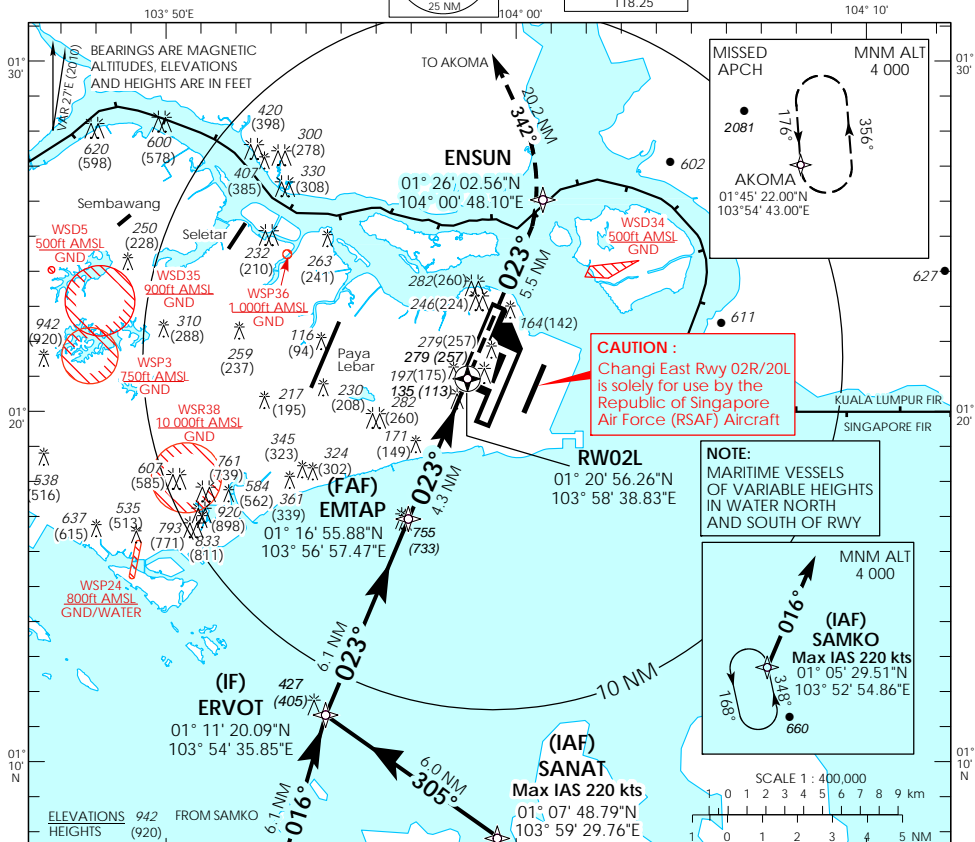 25 NM
118.25
103° 50'E
104° 00'E
104° 10'E
01°
30'
01°
30'
BEARINGS ARE MAGNETIC
ALTITUDES, ELEVATIONS
AND HEIGHTS ARE IN FEET
VAR 27'E (2010)
TO AKOMA
20.2 NM
342°
MISSED
APCH
MNM ALT
4 000
2081
176°
356°
AKOMA
01°45' 22.00"N
103°54' 43.00"E
620
(598)
600
(578)
420
(398)
300
(278)
407
(385)
330
(308)
ENSUN
01° 26' 02.56"N
104° 00' 48.10"E
602
Sembawang
250
(228)
Seletar
232
(210)
263
(241)
WSD5
500ft AMSL
GND
WSD35
900ft AMSL
GND
WSP36
1 000ft AMSL
GND
WSD34
500ft AMSL
GND
627
023°
5.5 NM
282(260)
246(224)
164(142)
611
942
(920)
310
(288)
259
(237)
116
(94)
Paya
Lebar
279(257)
279 (257)
197(175)
135 (113)
WSP3
750ft AMSL
GND
217
(195)
230
(208)
282
(260)
171
(149)
CAUTION :
Changi East Rwy 02R/20L
is solely for use by the
Republic of Singapore
Air Force (RSAF) Aircraft
KUALA LUMPUR FIR
SINGAPORE FIR
01°
20'
01°
20'
WSR38
10 000ft AMSL
GND
538
(516)
607
(585)
761
(739)
584
(562)
345
(323)
324
(302)
361
(339)
920
(898)
833
(811)
793
(771)
535
(513)
637
(615)
RW02L
01° 20' 56.26"N
103° 58' 38.83"E
NOTE:
MARITIME VESSELS
OF VARIABLE HEIGHTS
IN WATER NORTH
AND SOUTH OF RWY
023°
4.3 NM
(FAF)
EMTAP
01° 16' 55.88"N
103° 56' 57.47"E
755
(733)
WSP24
800ft AMSL
GND/WATER
MNM ALT
4 000
016°
(IAF)
SAMKO
Max IAS 220 kts
01° 05' 29.51"N
103° 52' 54.86"E
168°
348°
660
6.1 NM
023°
10 NM
(IF)
ERVOT
01° 11' 20.09"N
103° 54' 35.85"E
427
(405)
01°
10'
N
01°
10'
N
6.0 NM
305°
(IAF)
SANAT
Max IAS 220 kts
01° 07' 48.79"N
103° 59' 29.76"E
6.1 NM
016°
FROM SAMKO
ELEVATIONS 942
HEIGHTS (920)
SCALE 1 : 400,000
1 0 1 2 3 4 5 6 7 8 9 km
1 0 1 2 3 4 5 NM